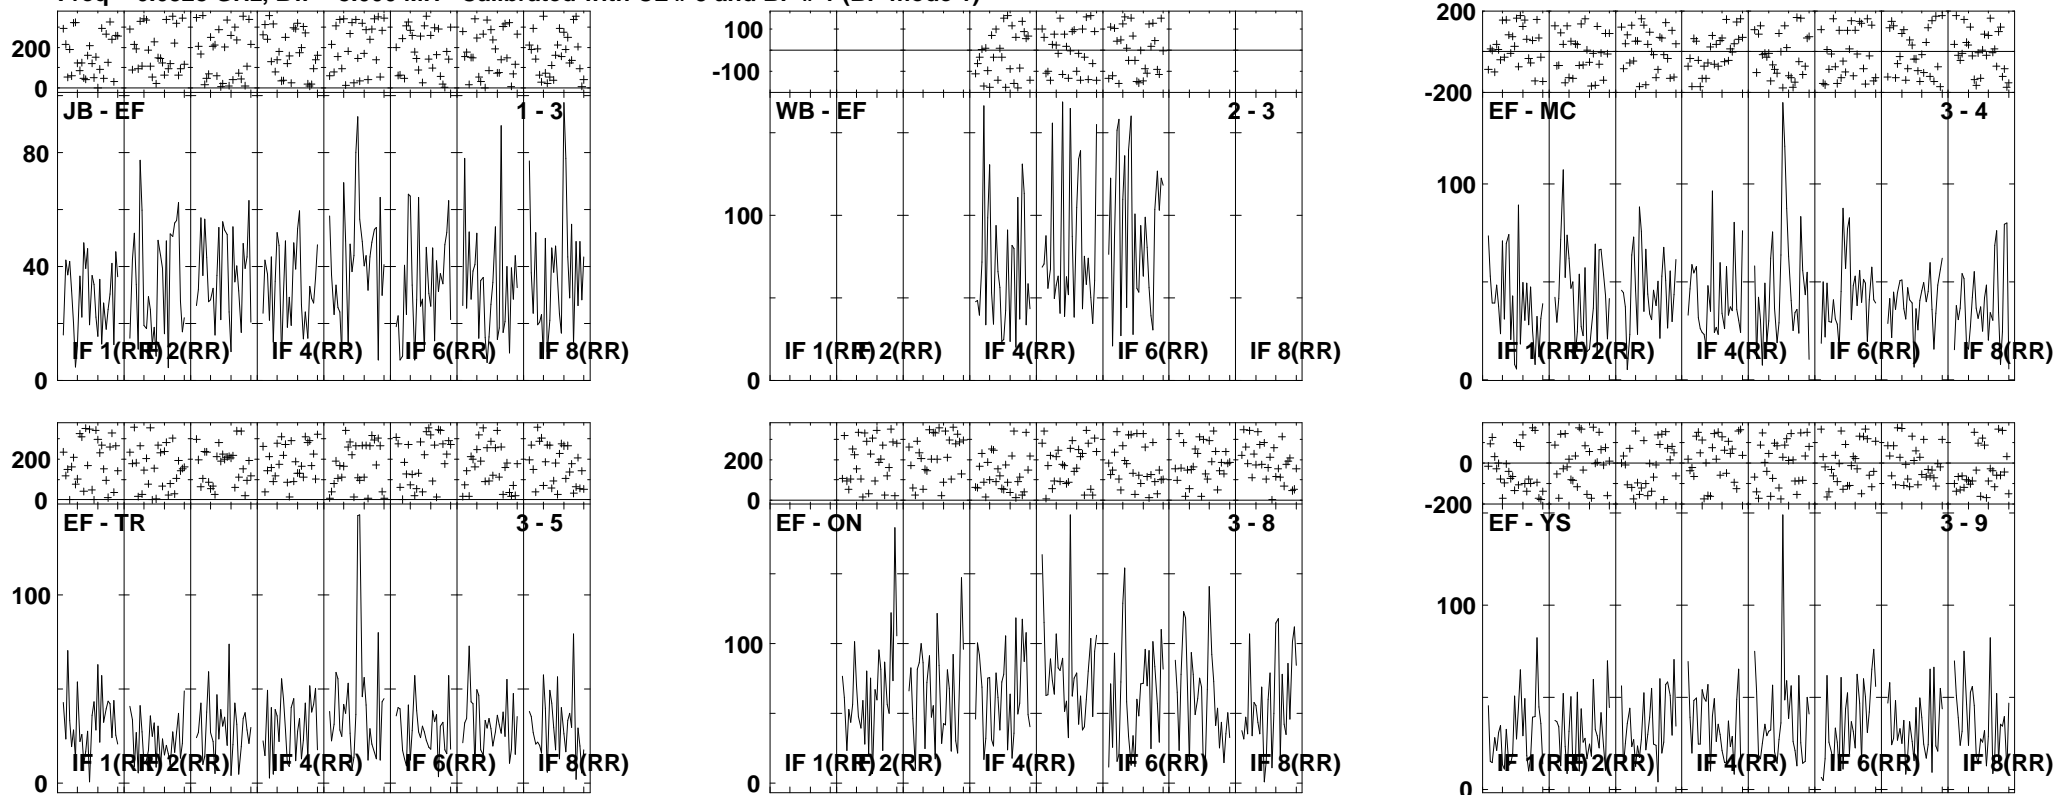 200
0
JB - EF 1 - 3
80
40
0
IF 1(RR) IF 2(RR) IF 4(RR) IF 6(RR) IF 8(RR)
100
-100
WB - EF 2 - 3
100
0
IF 1(RR) IF 2(RR) IF 4(RR) IF 6(RR) IF 8(RR)
200
-200
EF - MC 3 - 4
100
0
IF 1(RR) IF 2(RR) IF 4(RR) IF 6(RR) IF 8(RR)
200
0
EF - TR 3 - 5
100
0
IF 1(RR) IF 2(RR) IF 4(RR) IF 6(RR) IF 8(RR)
200
0
EF - ON 3 - 8
100
0
IF 1(RR) IF 2(RR) IF 4(RR) IF 6(RR) IF 8(RR)
0
-200
EF - YS 3 - 9
100
0
IF 1(RR) IF 2(RR) IF 4(RR) IF 6(RR) IF 8(RR)